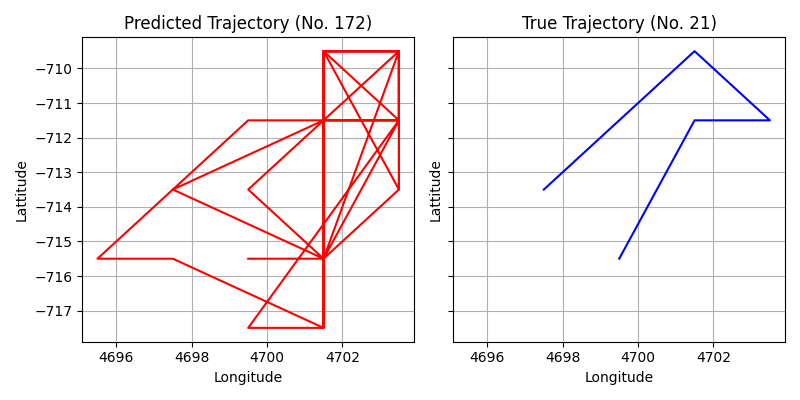 Predicted Trajectory (No. 172)
Lattitude
−710
−711
−712
−713
−714
−715
−716
−717
4696
4698
4700
4702
Longitude
True Trajectory (No. 21)
Lattitude
4696
4698
4700
4702
Longitude